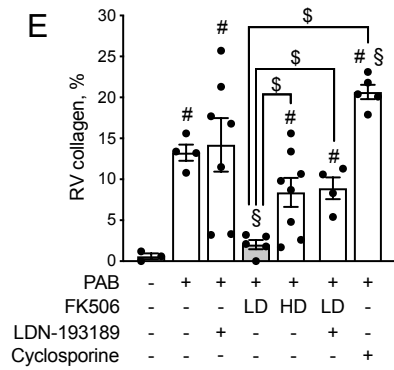 E
RV collagen, %
30
25
20
15
10
5
0
$
$
$
#
#
§
#
#
# §
PAB - + + + + + +
FK506 - - - LD HD LD -
LDN-193189 - - + - - + -
Cyclosporine - - - - - - +